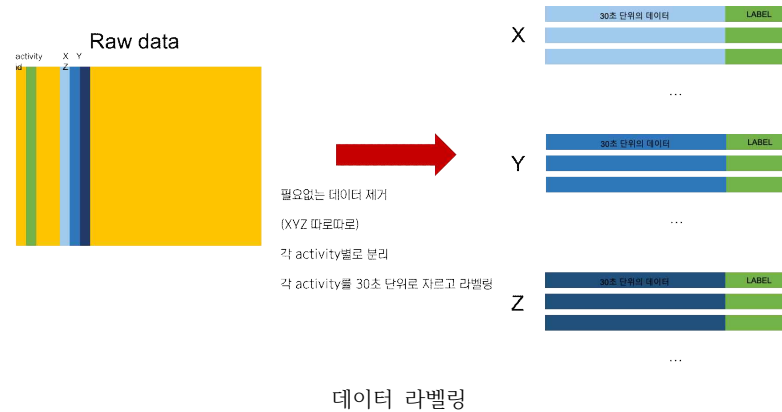 Raw data
activity X Y
id Z
필요없는 데이터 제거
(XYZ 따로따로)
각 activity별로 분리
각 activity를 30초 단위로 자르고 라벨링
X
30초 단위의 데이터 LABEL
...
Y
30초 단위의 데이터 LABEL
...
Z
30초 단위의 데이터 LABEL
...
데이터 라벨링